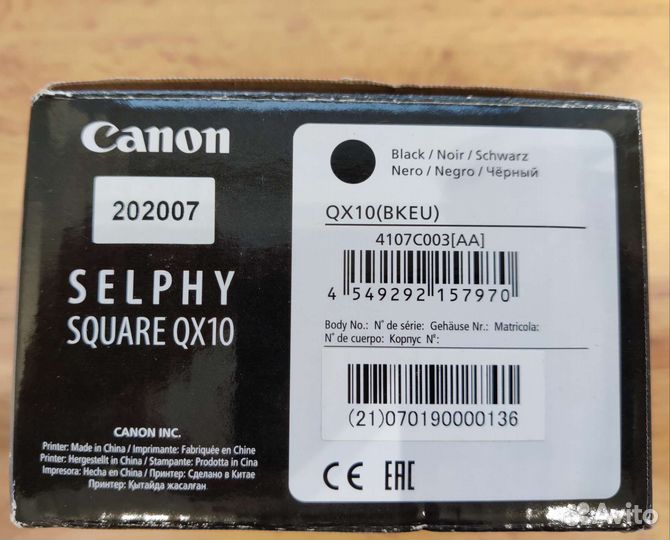 Canon
202007
SELPHY
SQUARE QX10
CANON INC.
Printer: Made in China / Imprimante: Fabriquée en Chine
Printer: Hergestellt in China / Stampante: Prodotta in Cina
Impresora: Hecha en China / Принтер: Сделано в Китае
Принтер: Қытайда жасалған
Black / Noir / Schwarz
Nero / Negro / Чёрный
QX10(BKEU)
4107C003[AA]
4 549292 157970
Body No.: N° de série: Gehäuse Nr.: Matricola:
N° de cuerpo: Корпус №:
(21)070190000136
CE EAC
Avito